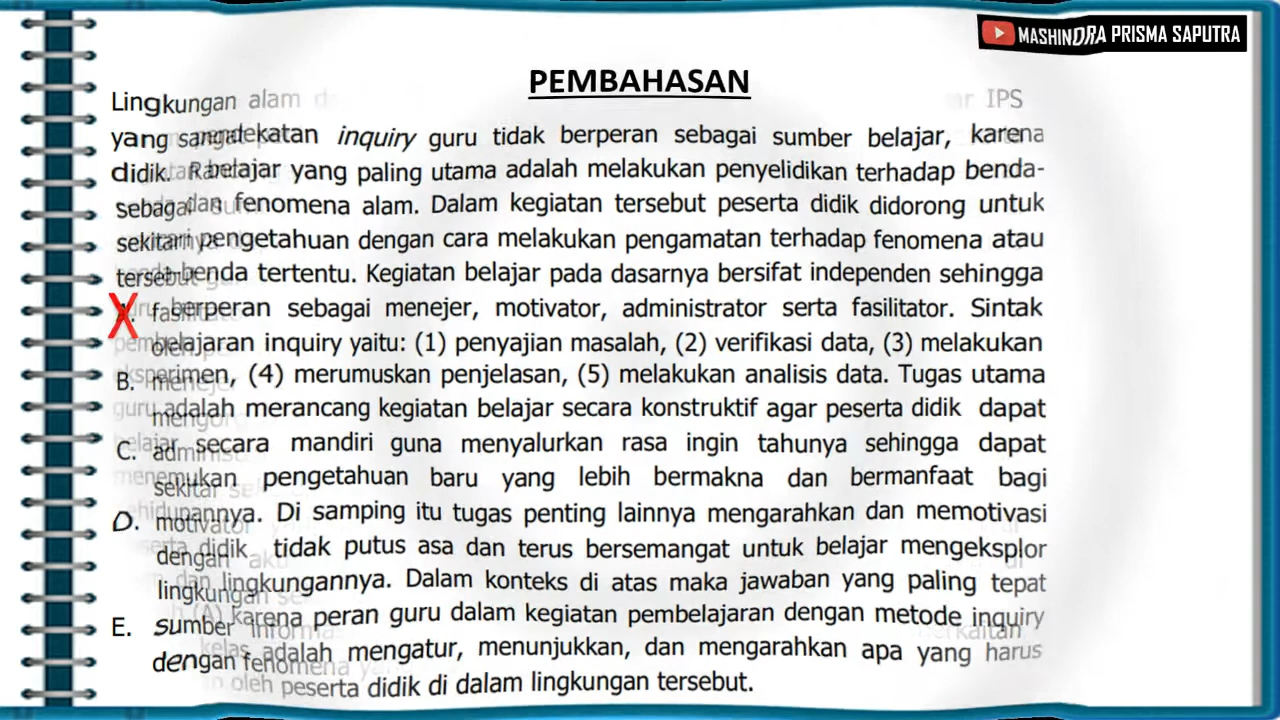 MASHINDRA PRISMA SAPUTRA
PEMBAHASAN
Lingkungan alam IPS
yang inquiry guru tidak berperan sebagai sumber belajar, karena
didik. belajar yang paling utama adalah melakukan penyelidikan terhadap benda-
sebagai dan fenomena alam. Dalam kegiatan tersebut peserta didik didorong untuk
pengetahuan dengan cara melakukan pengamatan terhadap fenomena atau
benda tertentu. Kegiatan belajar pada dasarnya bersifat independen sehingga
berperan sebagai menejer, motivator, administrator serta fasilitator. Sintak
pembelajaran inquiry yaitu: (1) penyajian masalah, (2) verifikasi data, (3) melakukan
B. eksperimen, (4) merumuskan penjelasan, (5) melakukan analisis data. Tugas utama
guru adalah merancang kegiatan belajar secara konstruktif agar peserta didik dapat
C. belajar secara mandiri guna menyalurkan rasa ingin tahunya sehingga dapat
menemukan pengetahuan baru yang lebih bermakna dan bermanfaat bagi
D. kehidupannya. Di samping itu tugas penting lainnya mengarahkan dan memotivasi
didik tidak putus asa dan terus bersemangat untuk belajar mengeksplor
dan lingkungannya. Dalam konteks di atas maka jawaban yang paling tepat
E. sumber (A) karena peran guru dalam kegiatan pembelajaran dengan metode inquiry
dengan fenomena adalah mengatur, menunjukkan, dan mengarahkan apa yang harus
oleh peserta didik di dalam lingkungan tersebut.